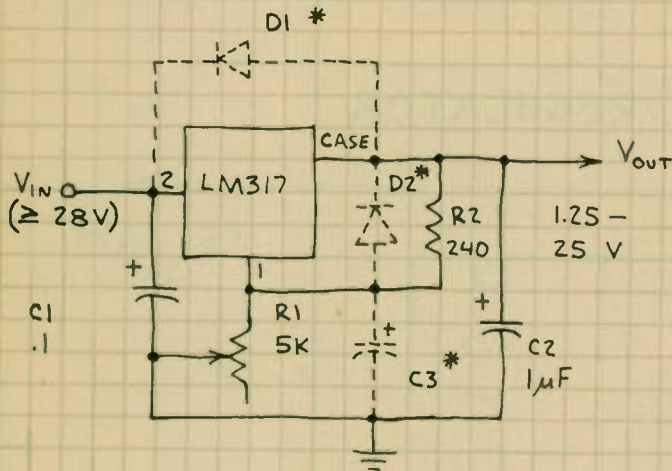 D1 *
CASE
VIN
(≥ 28V)
2
LM317
D2*
VOUT
1
R2
240
1.25 –
25 V
+
C1
.1
R1
5K
+
C3 *
+
C2
1µF